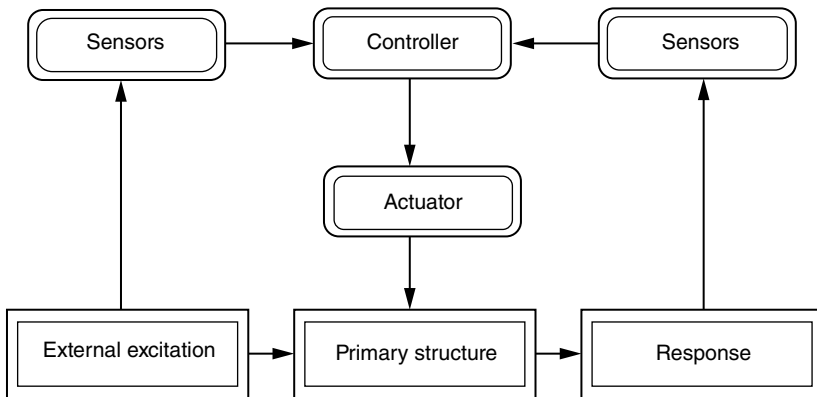 Sensors
Controller
Sensors
Actuator
External excitation
Primary structure
Response